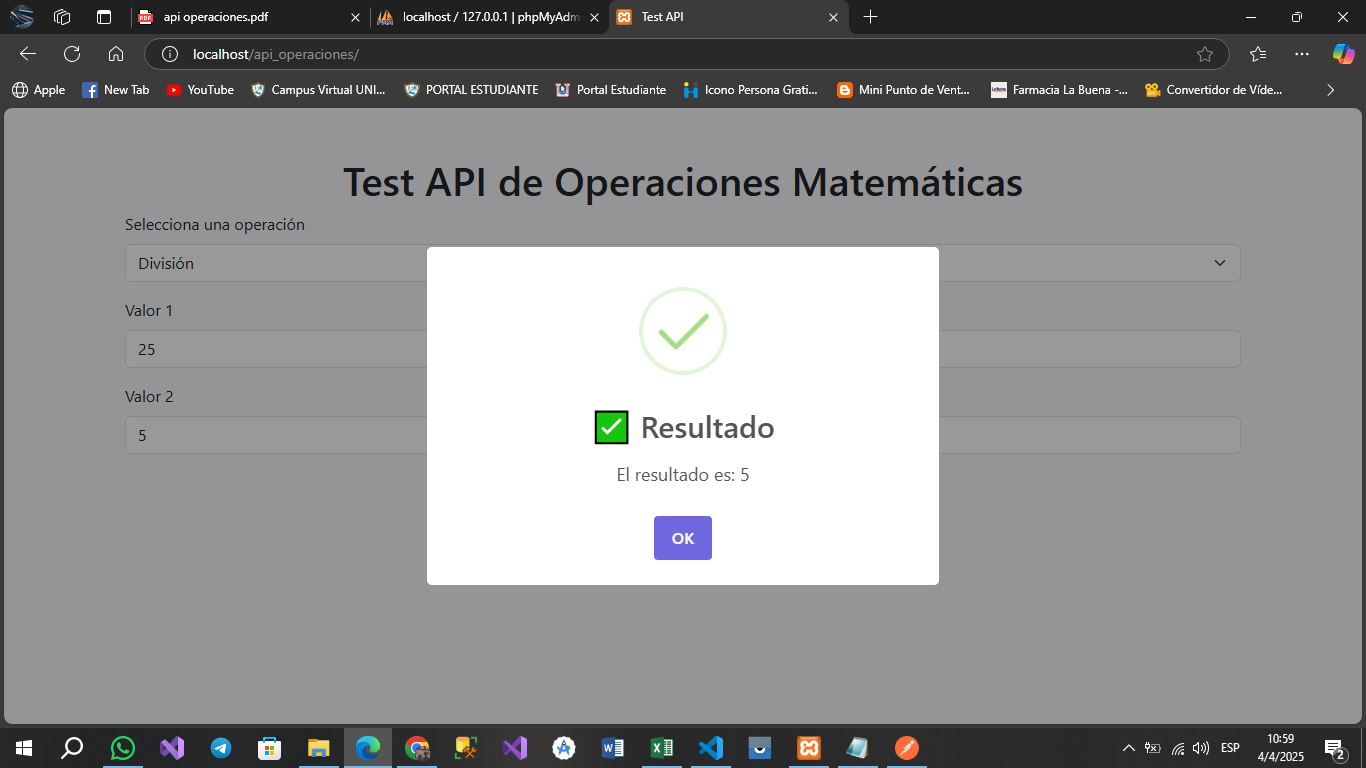 api operaciones.pdf
localhost / 127.0.0.1 | phpMyAdm
Test API
localhost/api_operaciones/
Apple
New Tab
YouTube
Campus Virtual UNI...
PORTAL ESTUDIANTE
Portal Estudiante
Icono Persona Grati...
Mini Punto de Vent...
Farmacia La Buena -...
Convertidor de Víde...
Test API de Operaciones Matemáticas
Selecciona una operación
División
Valor 1
25
Valor 2
5
Resultado
El resultado es: 5
OK
ESP
10:59
4/4/2025
2